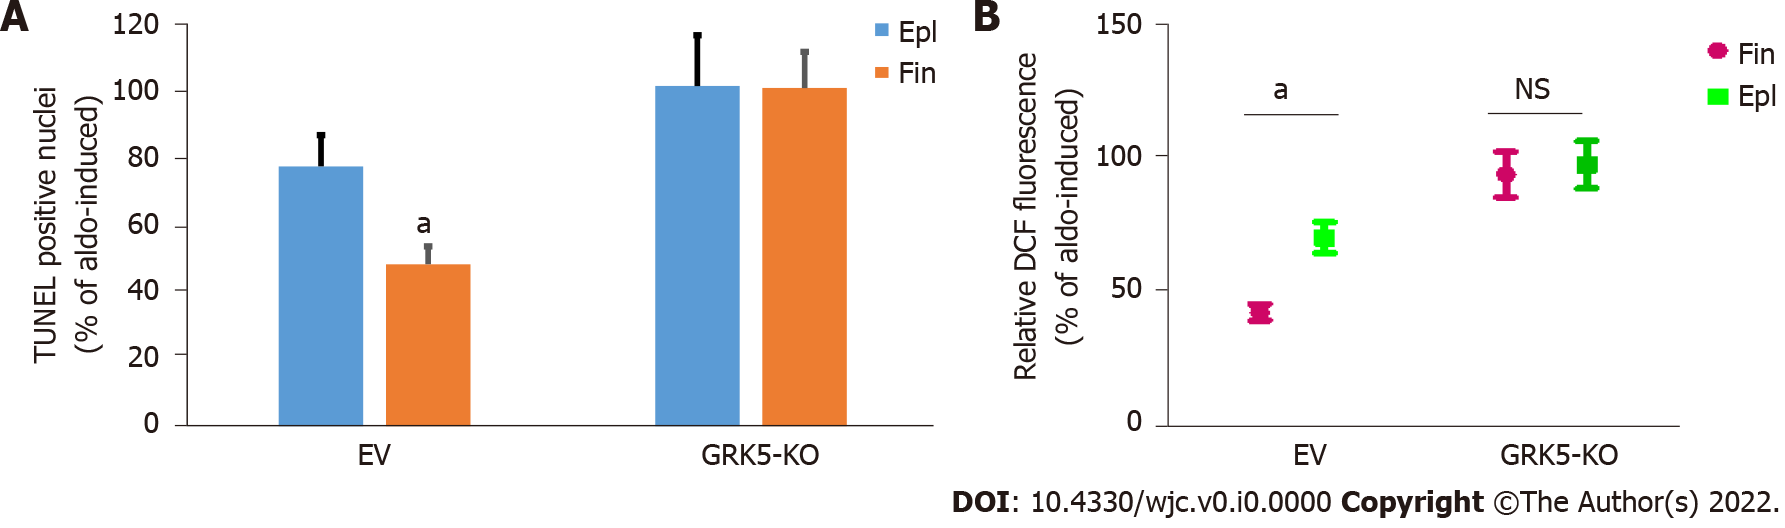 A
TUNEL positive nuclei
(% of aldo-induced)
120
100
80
60
40
20
0
a
EV
GRK5-KO
Epl
Fin
B
Relative DCF fluorescence
(% of aldo-induced)
150
100
50
0
a
NS
EV
GRK5-KO
Fin
Epl
DOI: 10.4330/wjc.v0.i0.0000 Copyright ©The Author(s) 2022.